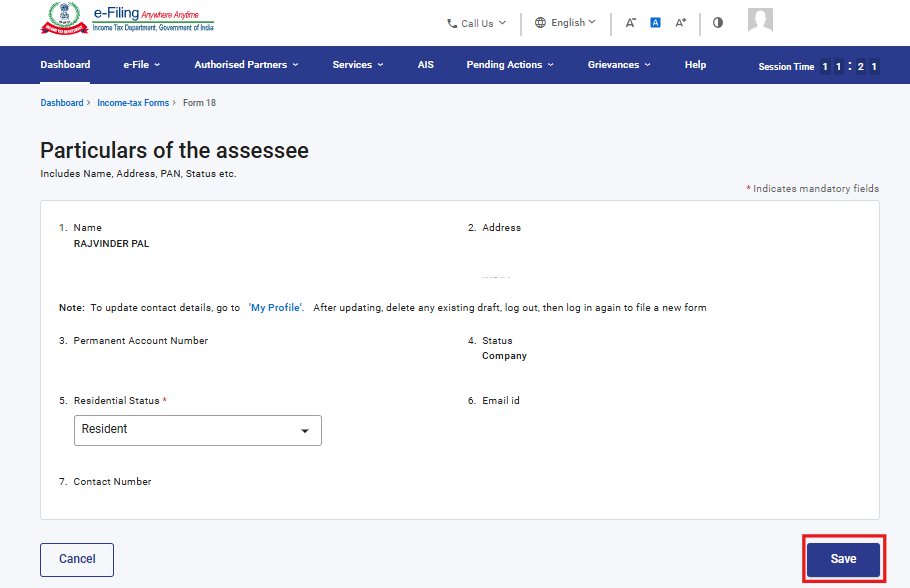 e-Filing Anywhere Anytime
Income Tax Department, Government of India
Call Us
English
A-
A
A+
Dashboard
e-File
Authorised Partners
Services
AIS
Pending Actions
Grievances
Help
Session Time 1 1 : 2 1
Dashboard > Income-tax Forms > Form 18
Particulars of the assessee
Includes Name, Address, PAN, Status etc.
* Indicates mandatory fields
1. Name
RAJVINDER PAL
2. Address
Note: To update contact details, go to 'My Profile'. After updating, delete any existing draft, log out, then log in again to file a new form
3. Permanent Account Number
4. Status
Company
5. Residential Status *
Resident
6. Email id
7. Contact Number
Cancel
Save